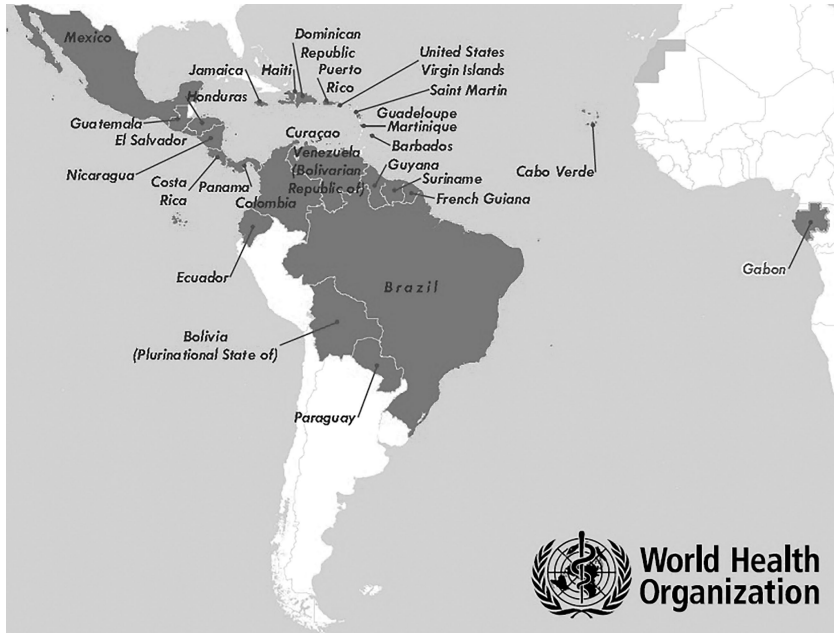 Mexico
Dominican
Republic
Jamaica
Haiti
Puerto
Rico
United States
Virgin Islands
Saint Martin
Honduras
Guadeloupe
Guatemala
Martinique
El Salvador
Curaçao
Barbados
Venezuela
(Bolivarian
Republic of)
Guyana
Nicaragua
Costa
Rica
Panama
Suriname
Colombia
French Guiana
Cabo Verde
Ecuador
Brazil
Gabon
Bolivia
(Plurinational State of)
Paraguay
World Health
Organization